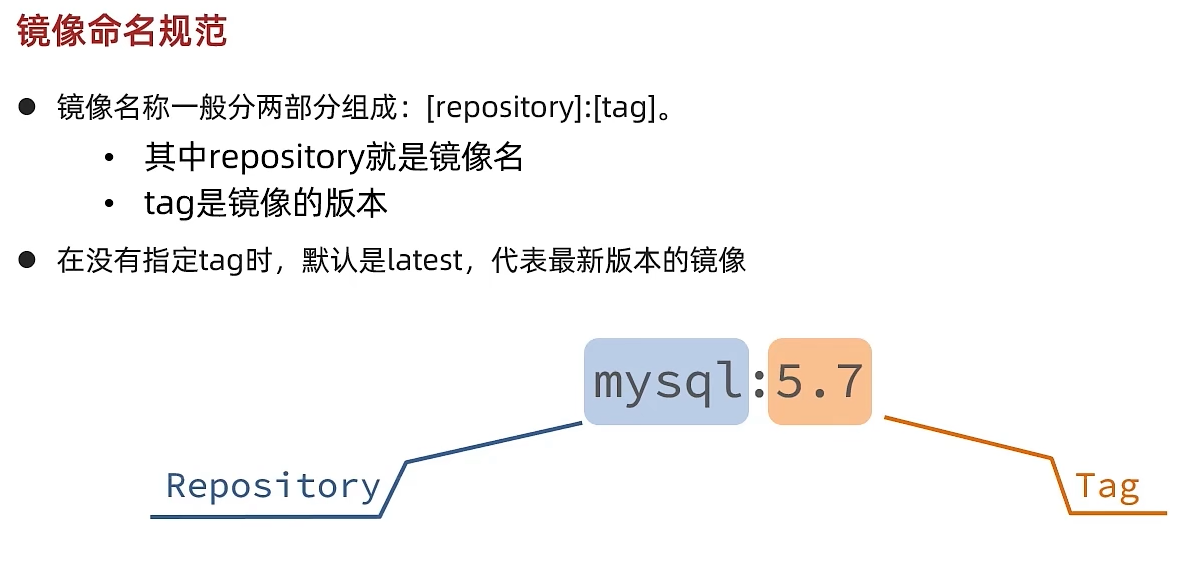 镜像命名规范
● 镜像名称一般分两部分组成：[repository]:[tag]。
• 其中repository就是镜像名
• tag是镜像的版本
● 在没有指定tag时，默认是latest，代表最新版本的镜像
mysql:5.7
Repository
Tag